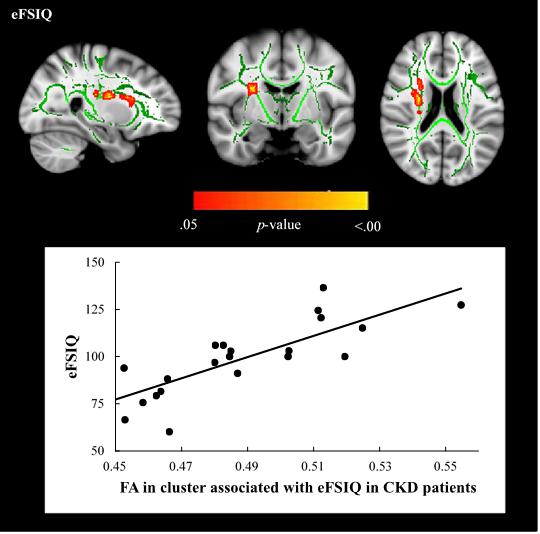 eFSIQ
.05 p-value <.00
150
125
100
75
50
eFSIQ
0.45 0.47 0.49 0.51 0.53 0.55
FA in cluster associated with eFSIQ in CKD patients